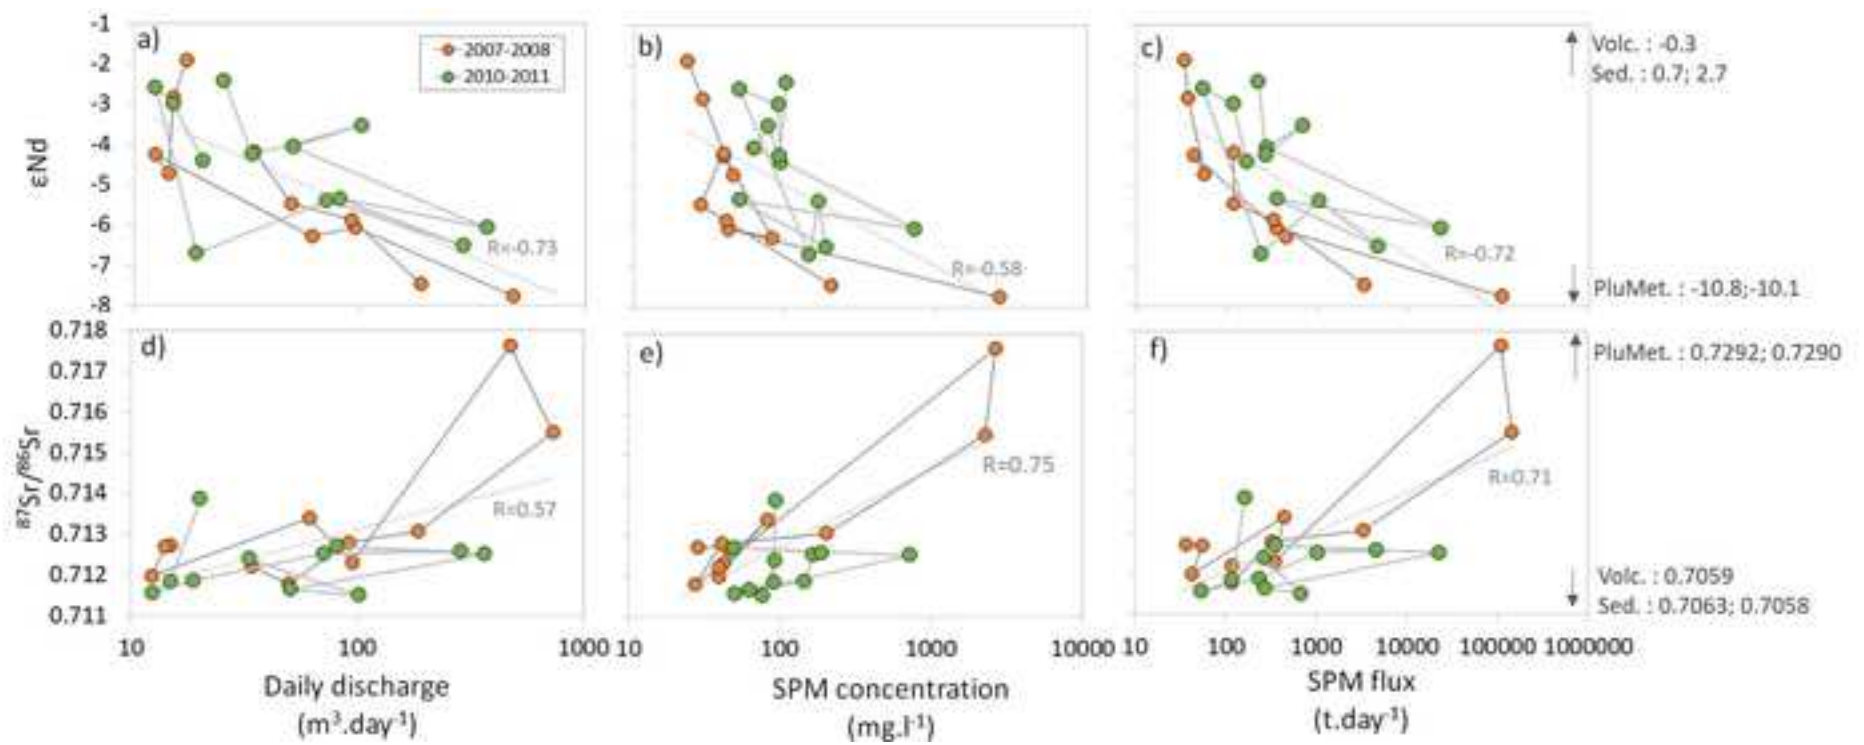 a)
2007-2008
2010-2011
b)
c)
Volc. : -0.3
Sed. : 0.7; 2.7
-1
-2
-3
-4
-5
-6
-7
-8
εNd
R=-0.73
R=-0.58
R=-0.72
PluMet. : -10.8;-10.1
d)
e)
f)
PluMet. : 0.7292; 0.7290
0.718
0.717
0.716
0.715
0.714
0.713
0.712
0.711
⁸⁷Sr/⁸⁶Sr
R=0.57
R=0.75
R=0.71
Volc. : 0.7059
Sed. : 0.7063; 0.7058
10 100 1000
10 100 1000 10000
10 100 1000 10000 100000 1000000
Daily discharge
(m³.day⁻¹)
SPM concentration
(mg.l⁻¹)
SPM flux
(t.day⁻¹)